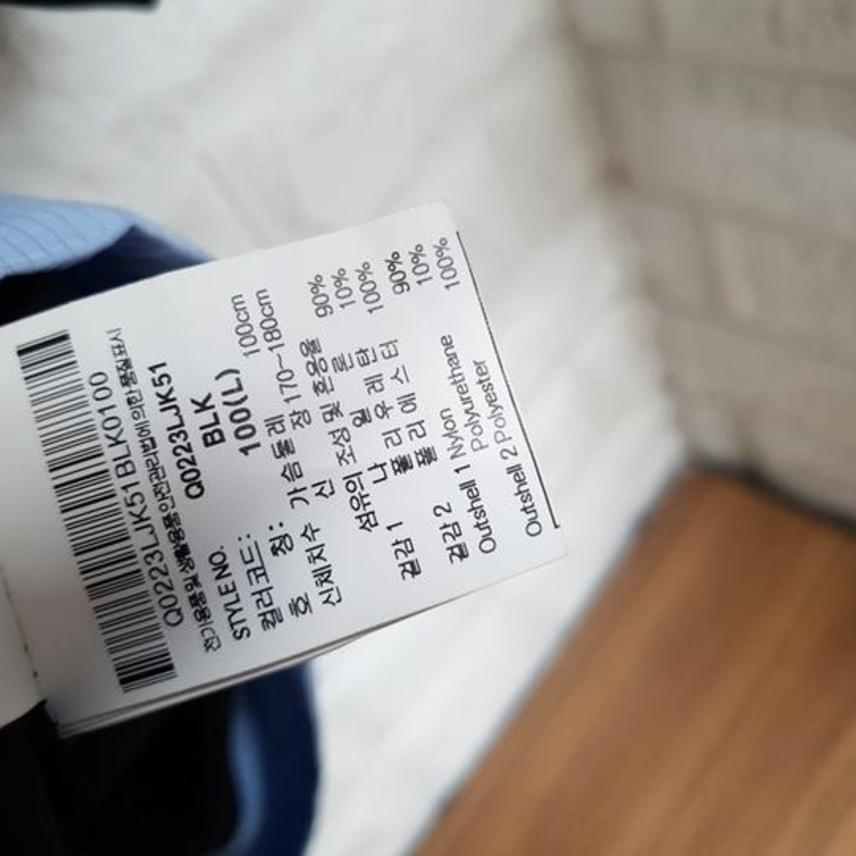 Q0223LJK51BLK0100
전기용품및 생활용품 안전관리법에 의한 품질표시
STYLE NO. Q0223LJK51
컬러코드: BLK
호 칭: 100(L)
신체치수 가슴둘레 100cm
신 장 170~180cm
섬유의 조성 및 혼용율
겉감 1 나 일 론 90%
폴 리 우 레 탄 10%
겉감 2 폴 리 에 스 터 100%
Outshell 1 Nylon 90%
Polyurethane 10%
Outshell 2 Polyester 100%